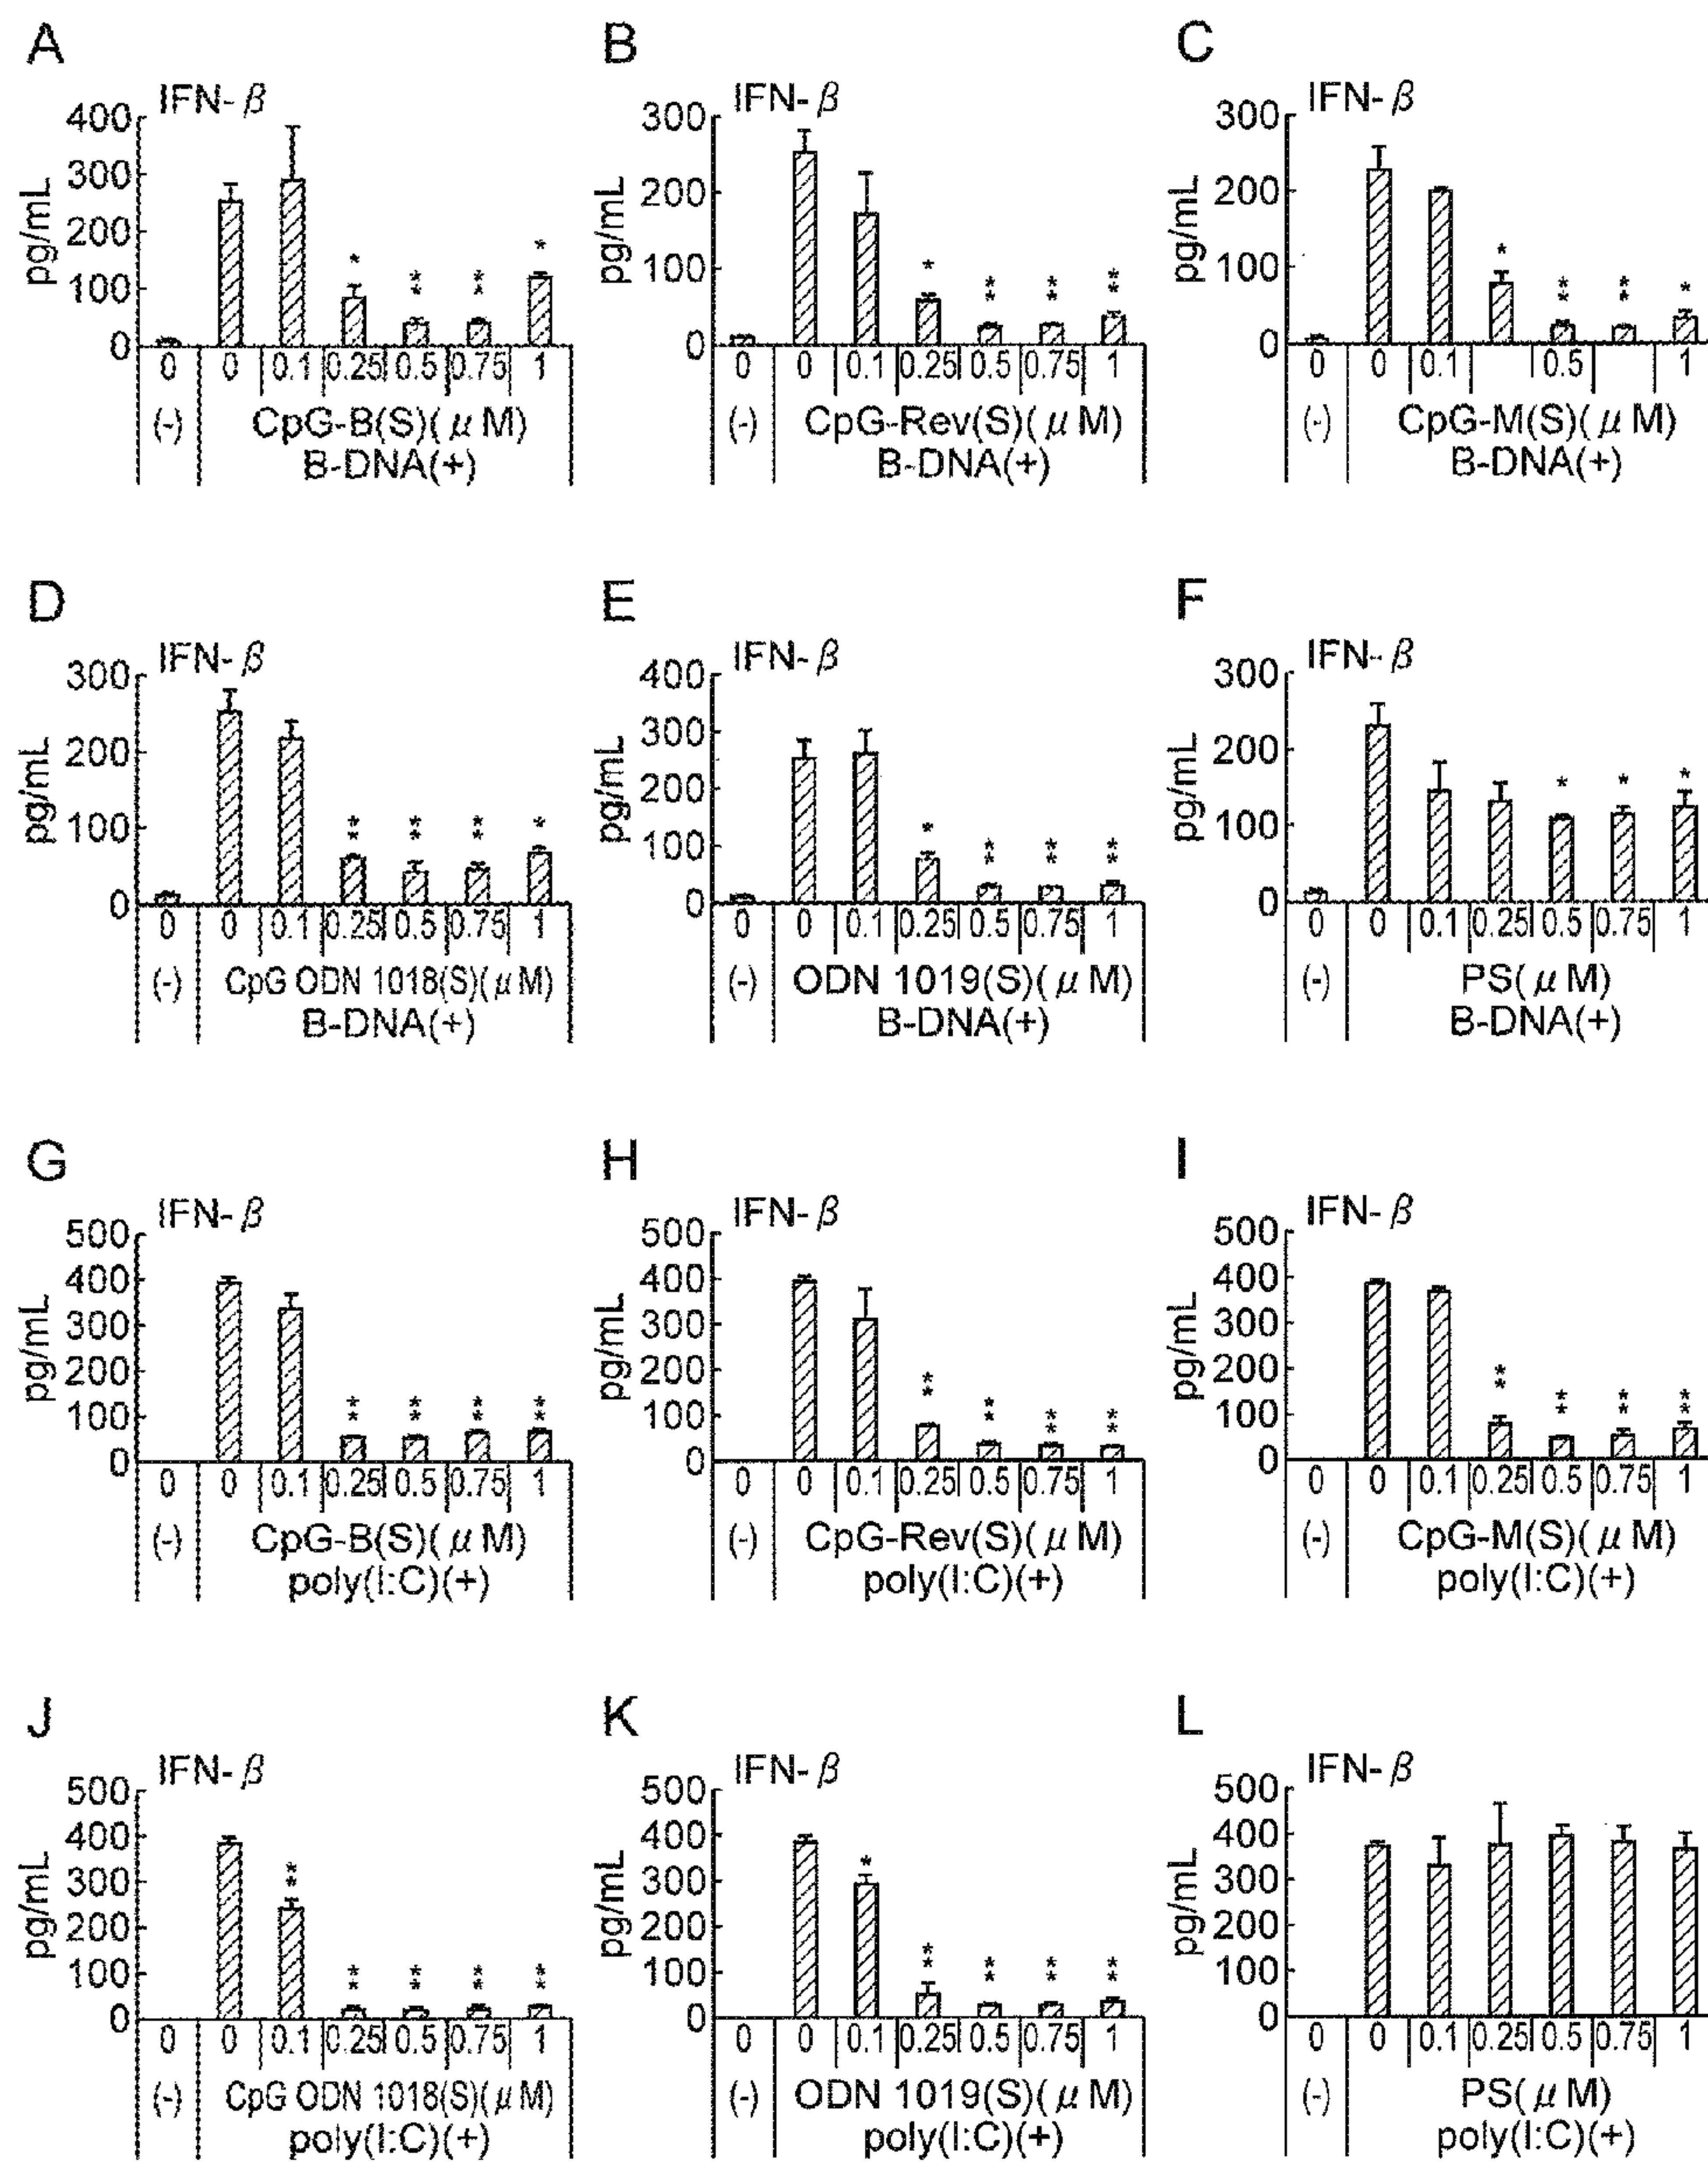 A
IFN-β
400
300
200
100
0
pg/mL
*
**
**
*
0 0 0.1 0.25 0.5 0.75 1
(-) CpG-B(S)(μM)
B-DNA(+)
B
IFN-β
300
200
100
0
pg/mL
*
**
**
**
0 0 0.1 0.25 0.5 0.75 1
(-) CpG-Rev(S)(μM)
B-DNA(+)
C
IFN-β
300
200
100
0
pg/mL
*
**
**
*
0 0 0.1 0.5 1
(-) CpG-M(S)(μM)
B-DNA(+)
D
IFN-β
300
200
100
0
pg/mL
**
**
**
*
0 0 0.1 0.25 0.5 0.75 1
(-) CpG ODN 1018(S)(μM)
B-DNA(+)
E
IFN-β
400
300
200
100
0
pg/mL
*
**
**
**
0 0 0.1 0.25 0.5 0.75 1
(-) ODN 1019(S)(μM)
B-DNA(+)
F
IFN-β
300
200
100
0
pg/mL
*
*
*
0 0 0.1 0.25 0.5 0.75 1
(-) PS(μM)
B-DNA(+)
G
IFN-β
500
400
300
200
100
0
pg/mL
**
**
**
**
0 0 0.1 0.25 0.5 0.75 1
(-) CpG-B(S)(μM)
poly(I:C)(+)
H
IFN-β
500
400
300
200
100
0
pg/mL
**
**
**
**
0 0 0.1 0.25 0.5 0.75 1
(-) CpG-Rev(S)(μM)
poly(I:C)(+)
I
IFN-β
500
400
300
200
100
0
pg/mL
**
**
**
**
0 0 0.1 0.25 0.5 0.75 1
(-) CpG-M(S)(μM)
poly(I:C)(+)
J
IFN-β
500
400
300
200
100
0
pg/mL
**
**
**
**
**
0 0 0.1 0.25 0.5 0.75 1
(-) CpG ODN 1018(S)(μM)
poly(I:C)(+)
K
IFN-β
500
400
300
200
100
0
pg/mL
*
**
**
**
**
0 0 0.1 0.25 0.5 0.75 1
(-) ODN 1019(S)(μM)
poly(I:C)(+)
L
IFN-β
500
400
300
200
100
0
pg/mL
0 0 0.1 0.25 0.5 0.75 1
(-) PS(μM)
poly(I:C)(+)